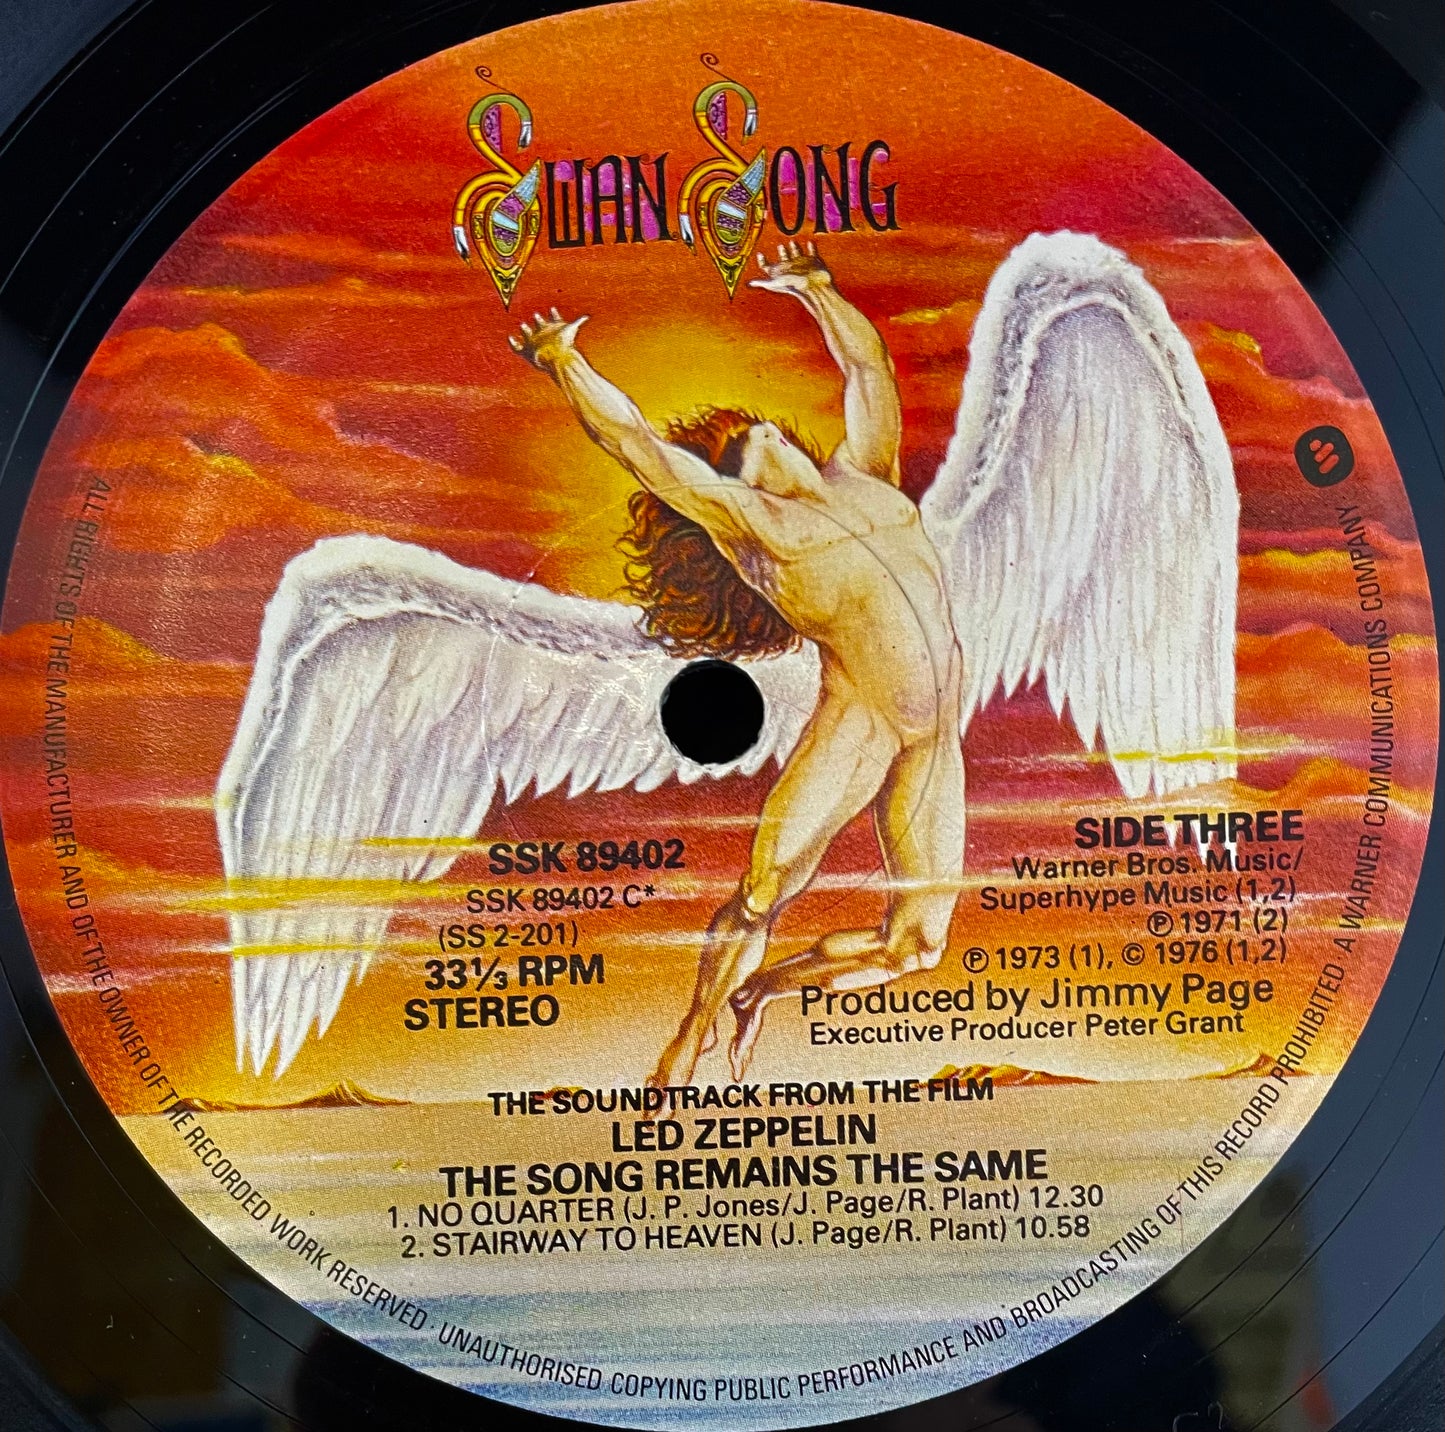 SWAN SONG
SIDE THREE
Warner Bros. Music/
Superhype Music (1,2)
℗ 1971 (2)
℗ 1973 (1), © 1976 (1,2)
Produced by Jimmy Page
Executive Producer Peter Grant
SSK 89402
SSK 89402 C*
(SS 2-201)
33⅓ RPM
STEREO
THE SOUNDTRACK FROM THE FILM
LED ZEPPELIN
THE SONG REMAINS THE SAME
1. NO QUARTER (J. P. Jones/J. Page/R. Plant) 12.30
2. STAIRWAY TO HEAVEN (J. Page/R. Plant) 10.58
ALL RIGHTS OF THE MANUFACTURER AND OF THE OWNER OF THE RECORDED WORK RESERVED · UNAUTHORISED COPYING PUBLIC PERFORMANCE AND BROADCASTING OF THIS RECORD PROHIBITED · A WARNER COMMUNICATIONS COMPANY